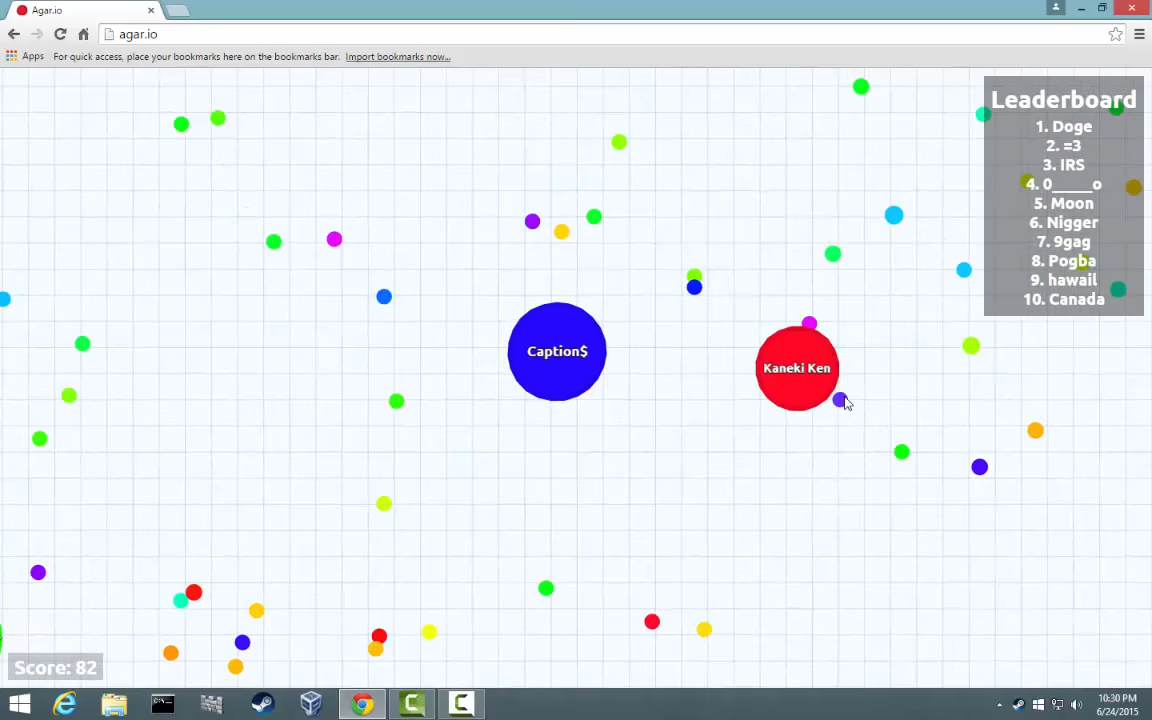 Agar.io
agar.io
Apps For quick access, place your bookmarks here on the bookmarks bar. Import bookmarks now...
Leaderboard
1. Doge
2. =3
3. IRS
4. 0_____o
5. Moon
6. Nigger
7. 9gag
8. Pogba
9. hawail
10. Canada
Caption$
Kaneki Ken
Score: 82
10:30 PM
6/24/2015